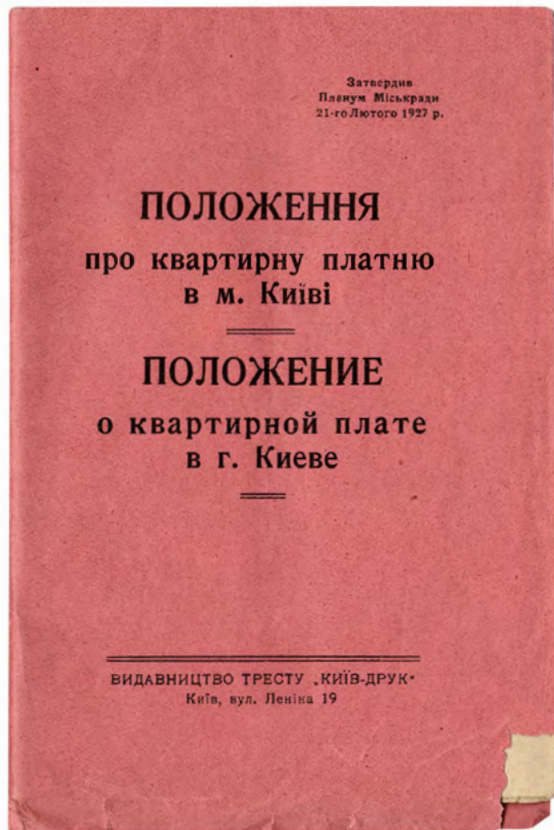 Затвердив
Пленум Міськради
21-го Лютого 1927 р.
ПОЛОЖЕННЯ
про квартирну платню
в м. Київі
ПОЛОЖЕНИЕ
о квартирной плате
в г. Киеве
ВИДАВНИЦТВО ТРЕСТУ „КИЇВ-ДРУК“
Київ, вул. Леніна 19